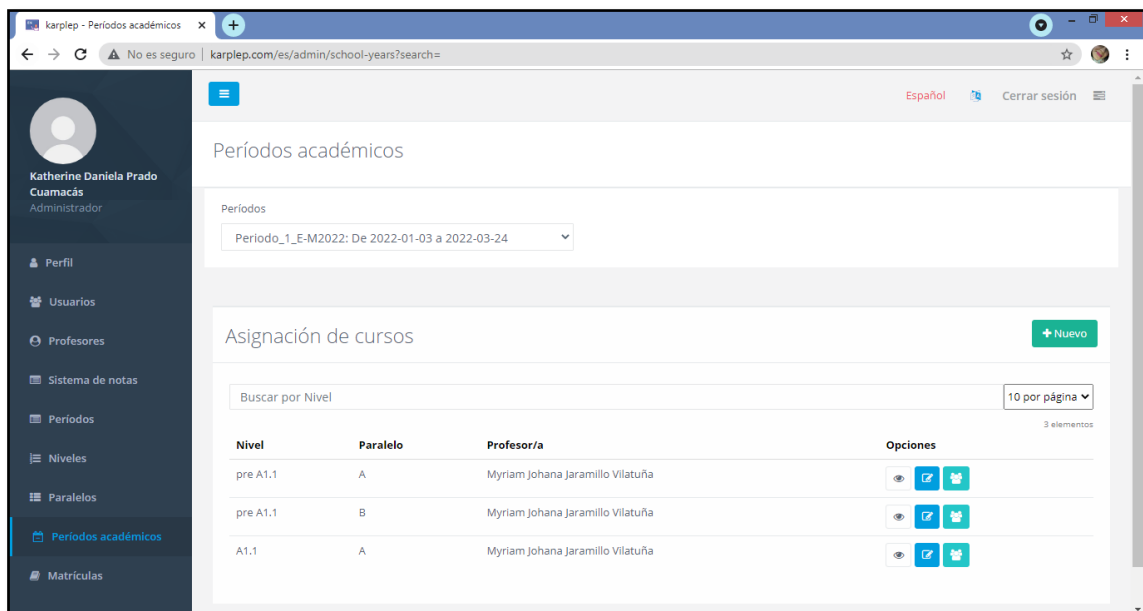 karplep - Períodos académicos
No es seguro | karplep.com/es/admin/school-years?search=
Español Cerrar sesión
Katherine Daniela Prado
Cuamacás
Administrador
Perfil
Usuarios
Profesores
Sistema de notas
Períodos
Niveles
Paralelos
Períodos académicos
Matrículas
Períodos académicos
Períodos
Periodo_1_E-M2022: De 2022-01-03 a 2022-03-24
Asignación de cursos
+ Nuevo
Buscar por Nivel
10 por página
3 elementos
Nivel Paralelo Profesor/a Opciones
pre A1.1 A Myriam Johana Jaramillo Vilatuña
pre A1.1 B Myriam Johana Jaramillo Vilatuña
A1.1 A Myriam Johana Jaramillo Vilatuña